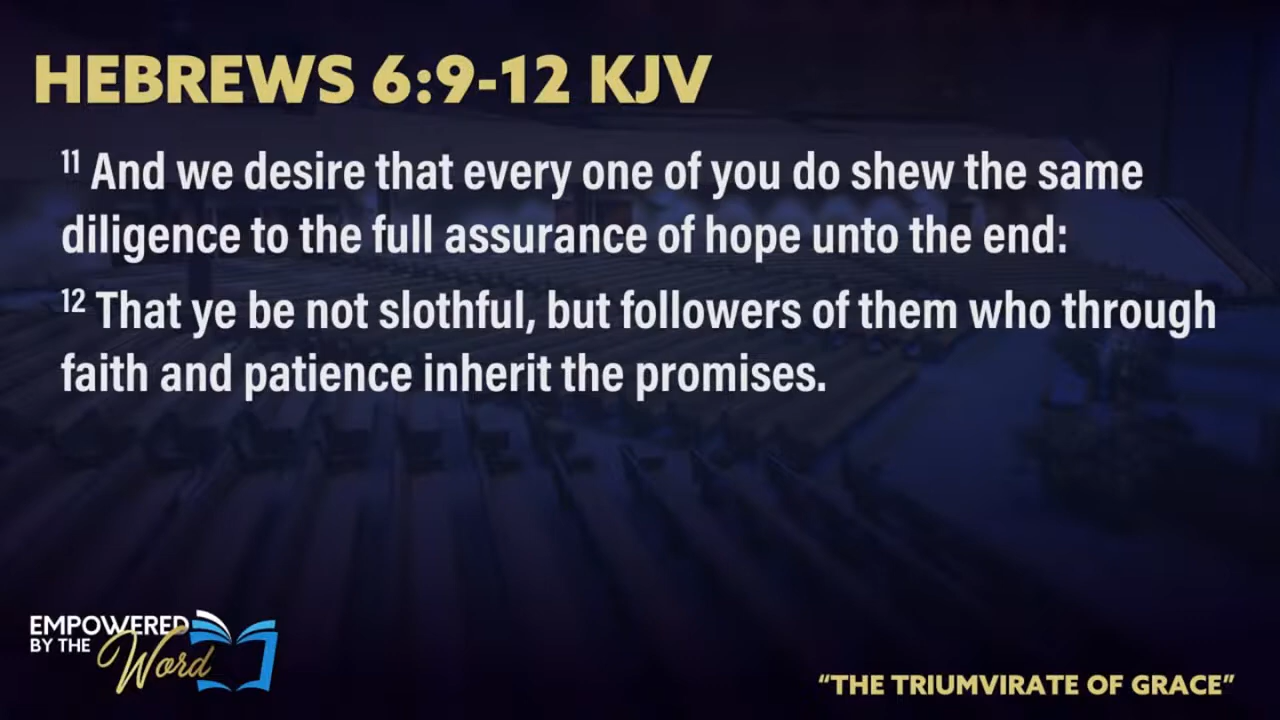 HEBREWS 6:9-12 KJV
11 And we desire that every one of you do shew the same
diligence to the full assurance of hope unto the end:
12 That ye be not slothful, but followers of them who through
faith and patience inherit the promises.
EMPOWERED
BY THE
Word
“THE TRIUMVIRATE OF GRACE”